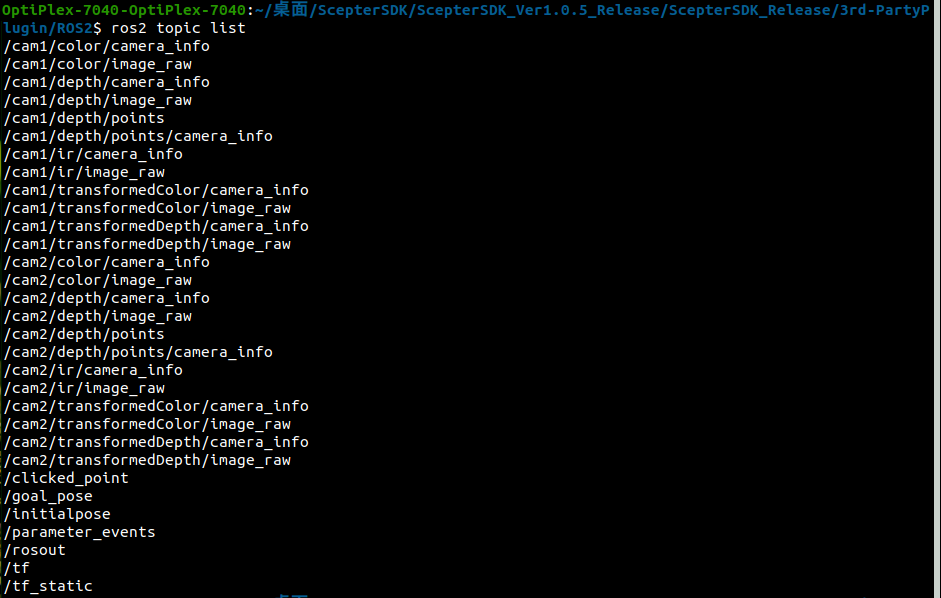 OptiPlex-7040-OptiPlex-7040:~/桌面/ScepterSDK/ScepterSDK_Ver1.0.5_Release/ScepterSDK_Release/3rd-PartyP
lugin/ROS2$ ros2 topic list
/cam1/color/camera_info
/cam1/color/image_raw
/cam1/depth/camera_info
/cam1/depth/image_raw
/cam1/depth/points
/cam1/depth/points/camera_info
/cam1/ir/camera_info
/cam1/ir/image_raw
/cam1/transformedColor/camera_info
/cam1/transformedColor/image_raw
/cam1/transformedDepth/camera_info
/cam1/transformedDepth/image_raw
/cam2/color/camera_info
/cam2/color/image_raw
/cam2/depth/camera_info
/cam2/depth/image_raw
/cam2/depth/points
/cam2/depth/points/camera_info
/cam2/ir/camera_info
/cam2/ir/image_raw
/cam2/transformedColor/camera_info
/cam2/transformedColor/image_raw
/cam2/transformedDepth/camera_info
/cam2/transformedDepth/image_raw
/clicked_point
/goal_pose
/initialpose
/parameter_events
/rosout
/tf
/tf_static